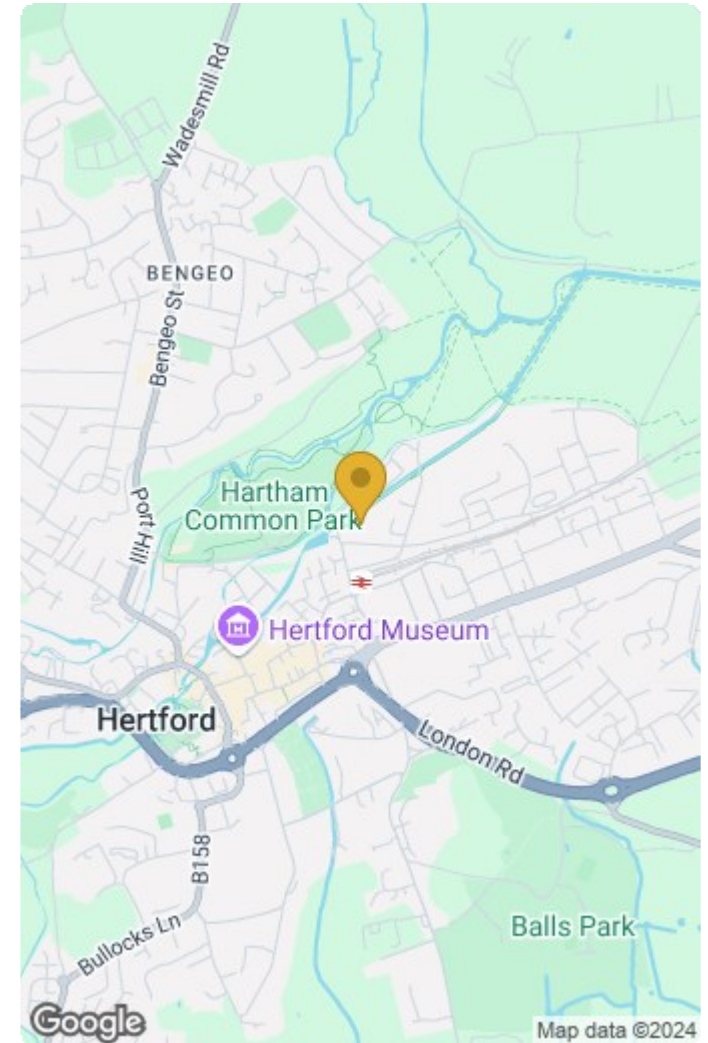 Wadesmill Rd
BENGEO
Bengeo St
Hartham
Common Park
Port Hill
Hertford Museum
Hertford
London Rd
B158
Bullocks Ln
Balls Park
Google
Map data ©2024